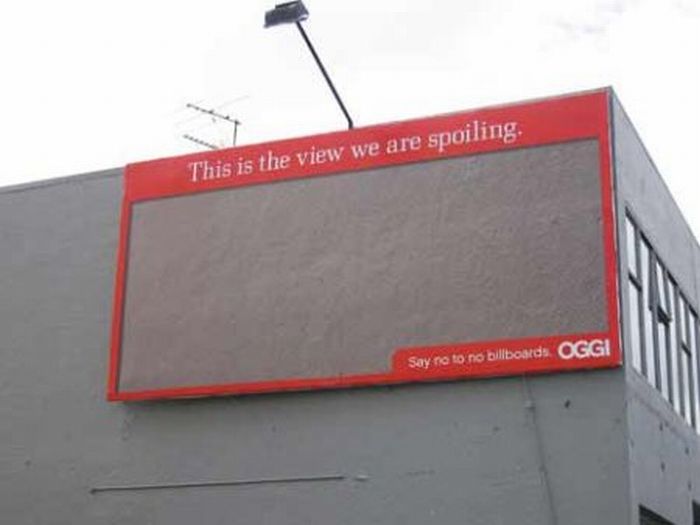 This is the view we are spoiling.
Say no to no billboards. OGGI